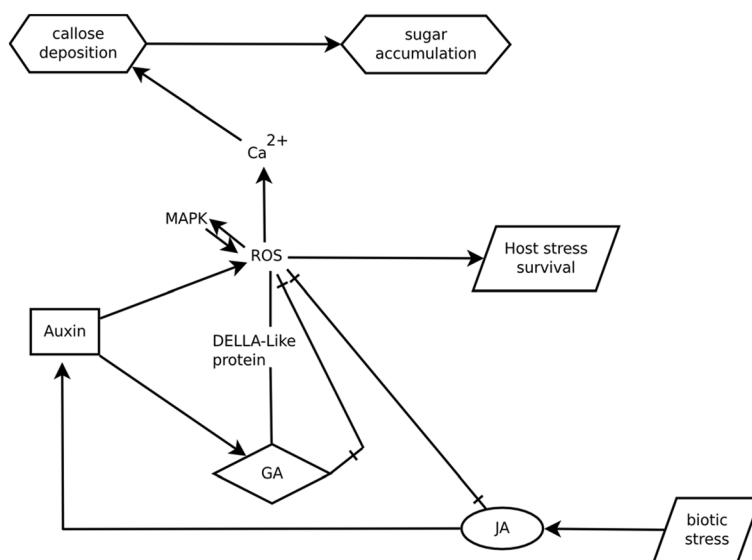 callose
deposition
sugar
accumulation
Ca2+
MAPK
ROS
Host stress
survival
Auxin
DELLA-Like
protein
GA
JA
biotic
stress